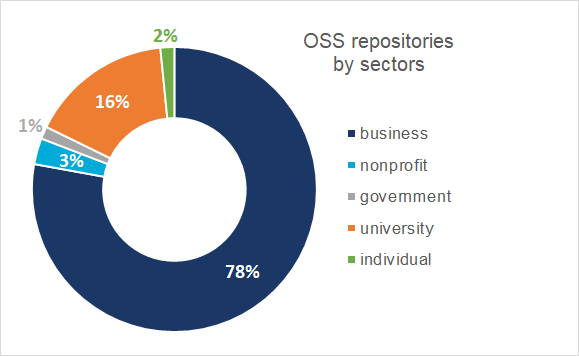 OSS repositories
by sectors
2%
16%
1%
3%
78%
business
nonprofit
government
university
individual